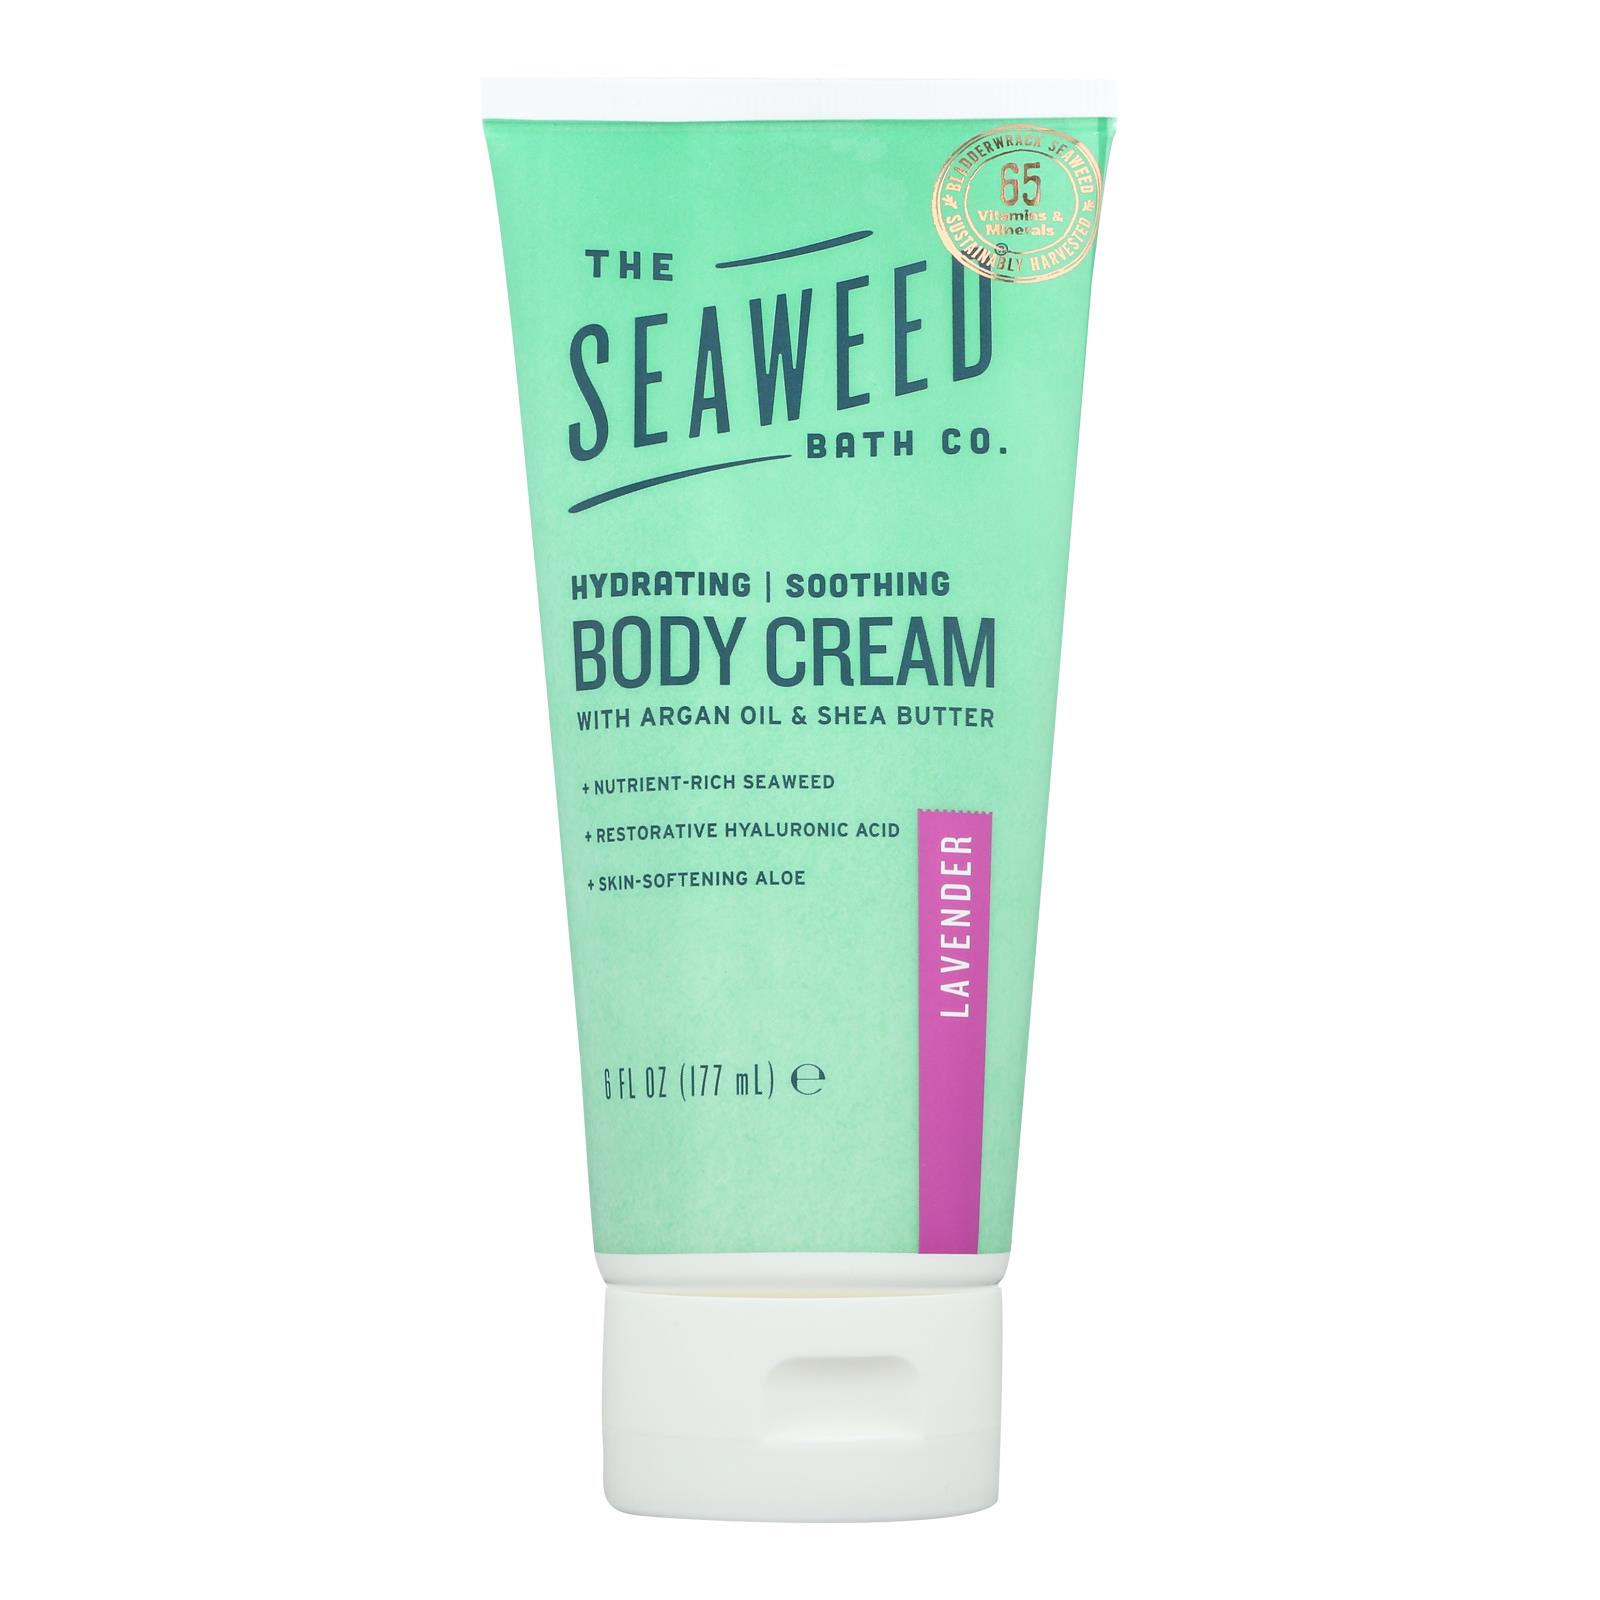 BLADDERWRACK SEAWEED
65
Vitamins &
Minerals
SUSTAINABLY HARVESTED
THE
SEAWEED
®
BATH CO.
HYDRATING | SOOTHING
BODY CREAM
WITH ARGAN OIL & SHEA BUTTER
+ NUTRIENT-RICH SEAWEED
+ RESTORATIVE HYALURONIC ACID
+ SKIN-SOFTENING ALOE
LAVENDER
6 FL OZ (177 mL) ℮